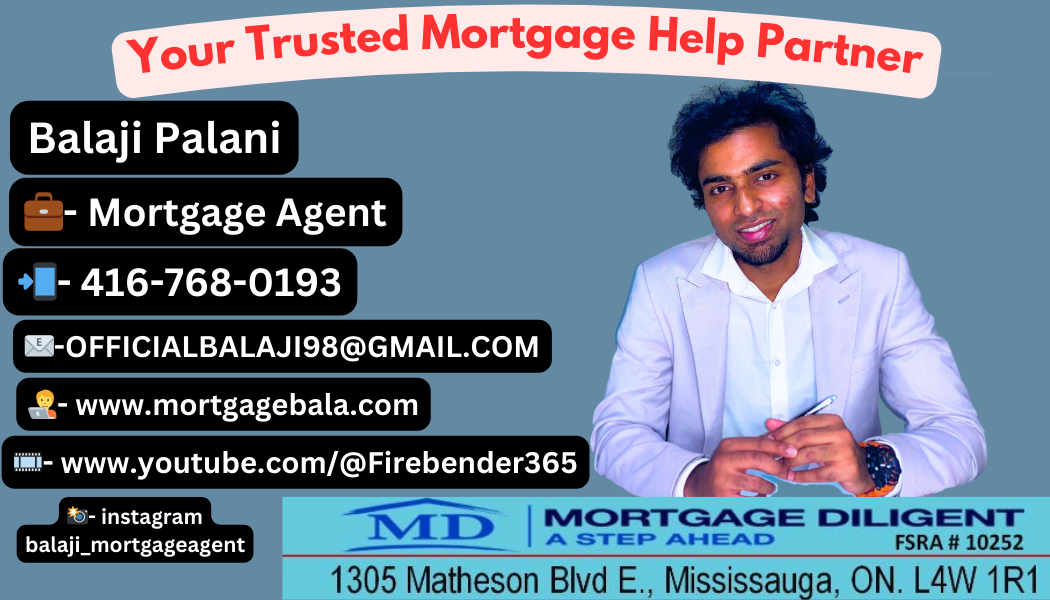 Your Trusted Mortgage Help Partner
Balaji Palani
- Mortgage Agent
- 416-768-0193
E
-OFFICIALBALAJI98@GMAIL.COM
- www.mortgagebala.com
- www.youtube.com/@Firebender365
- instagram
balaji_mortgageagent
MD
MORTGAGE DILIGENT
A STEP AHEAD
FSRA # 10252
1305 Matheson Blvd E., Mississauga, ON. L4W 1R1